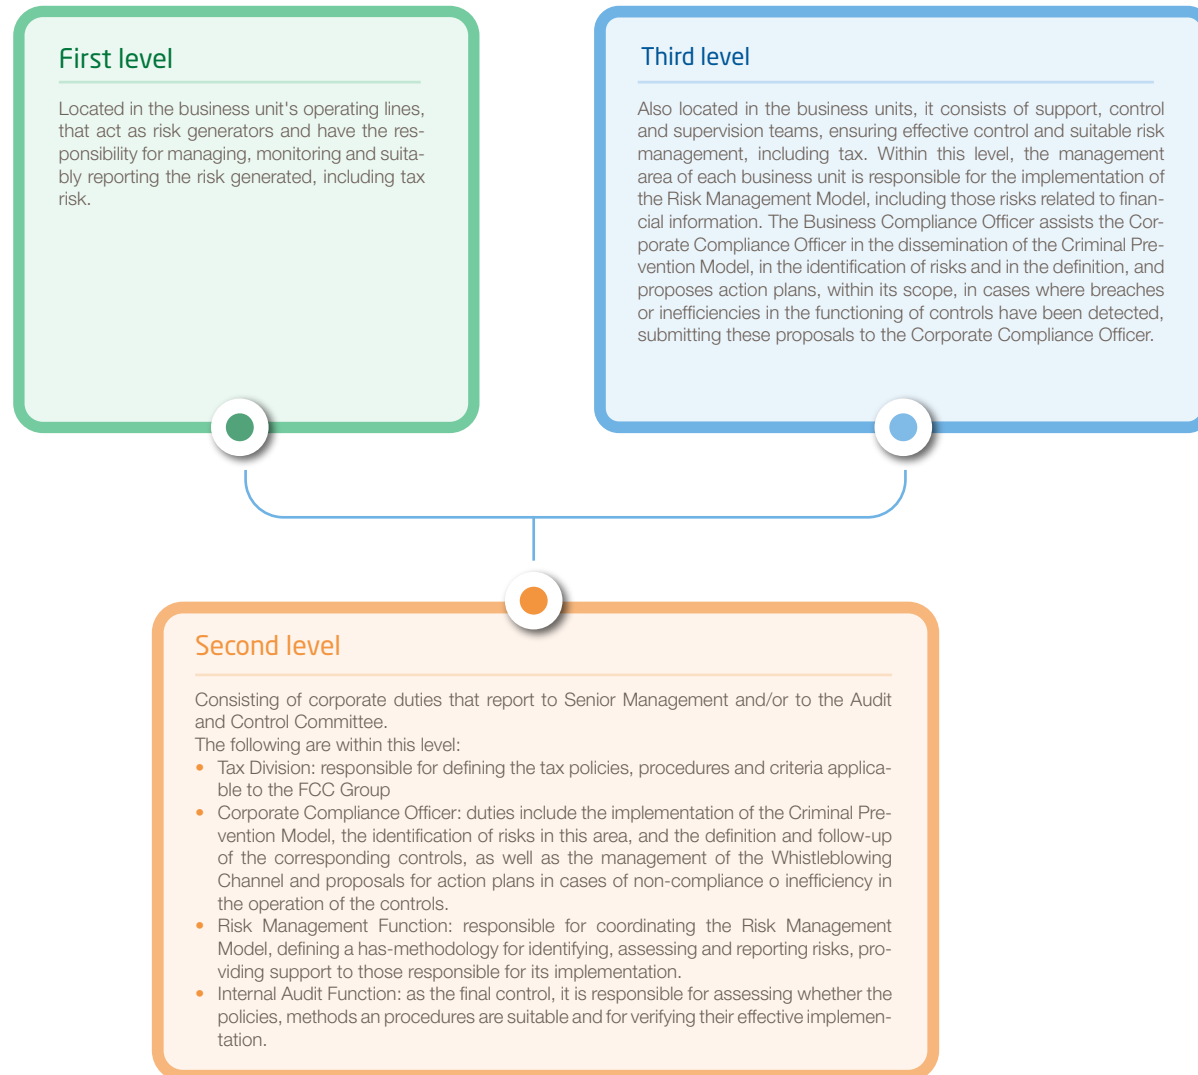 First level
Located in the business unit's operating lines,
that act as risk generators and have the res-
ponsibility for managing, monitoring and suita-
bly reporting the risk generated, including tax
risk.
Third level
Also located in the business units, it consists of support, control
and supervision teams, ensuring effective control and suitable risk
management, including tax. Within this level, the management
area of each business unit is responsible for the implementation of
the Risk Management Model, including those risks related to finan-
cial information. The Business Compliance Officer assists the Cor-
porate Compliance Officer in the dissemination of the Criminal Pre-
vention Model, in the identification of risks and in the definition, and
proposes action plans, within its scope, in cases where breaches
or inefficiencies in the functioning of controls have been detected,
submitting these proposals to the Corporate Compliance Officer.
Second level
Consisting of corporate duties that report to Senior Management and/or to the Audit
and Control Committee.
The following are within this level:
• Tax Division: responsible for defining the tax policies, procedures and criteria applica-
ble to the FCC Group
• Corporate Compliance Officer: duties include the implementation of the Criminal Pre-
vention Model, the identification of risks in this area, and the definition and follow-up
of the corresponding controls, as well as the management of the Whistleblowing
Channel and proposals for action plans in cases of non-compliance o inefficiency in
the operation of the controls.
• Risk Management Function: responsible for coordinating the Risk Management
Model, defining a has-methodology for identifying, assessing and reporting risks, pro-
viding support to those responsible for its implementation.
• Internal Audit Function: as the final control, it is responsible for assessing whether the
policies, methods an procedures are suitable and for verifying their effective implemen-
tation.